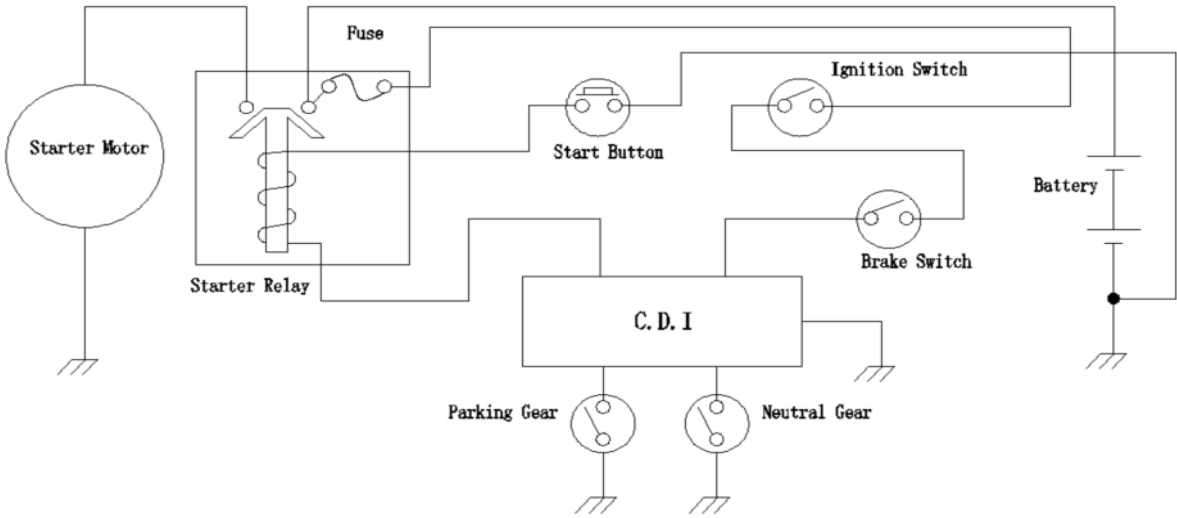 Fuse
Ignition Switch
Starter Motor
Start Button
Battery
Brake Switch
Starter Relay
C.D.I
Parking Gear
Neutral Gear